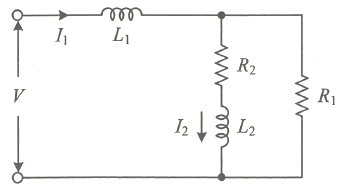 I₁ L₁
R₂
V R₁
I₂ L₂